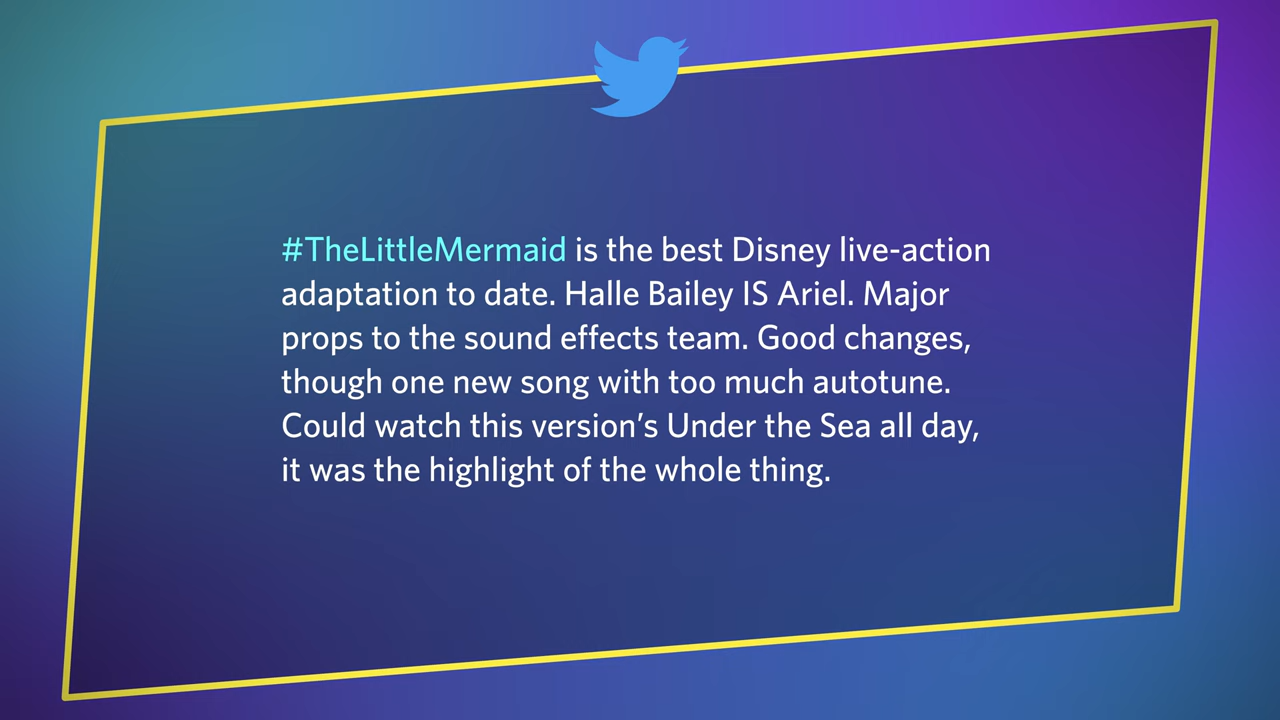 #TheLittleMermaid is the best Disney live-action
adaptation to date. Halle Bailey IS Ariel. Major
props to the sound effects team. Good changes,
though one new song with too much autotune.
Could watch this version’s Under the Sea all day,
it was the highlight of the whole thing.